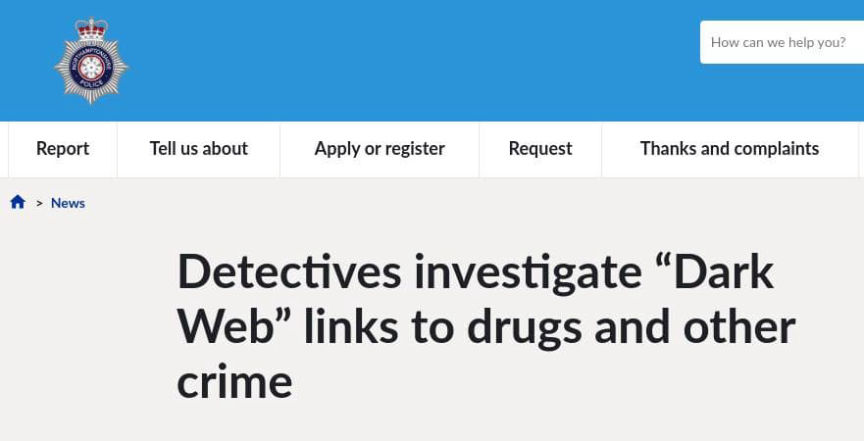 NORTHAMPTONSHIRE
POLICE
How can we help you?
Report
Tell us about
Apply or register
Request
Thanks and complaints
> News
Detectives investigate “Dark
Web” links to drugs and other
crime